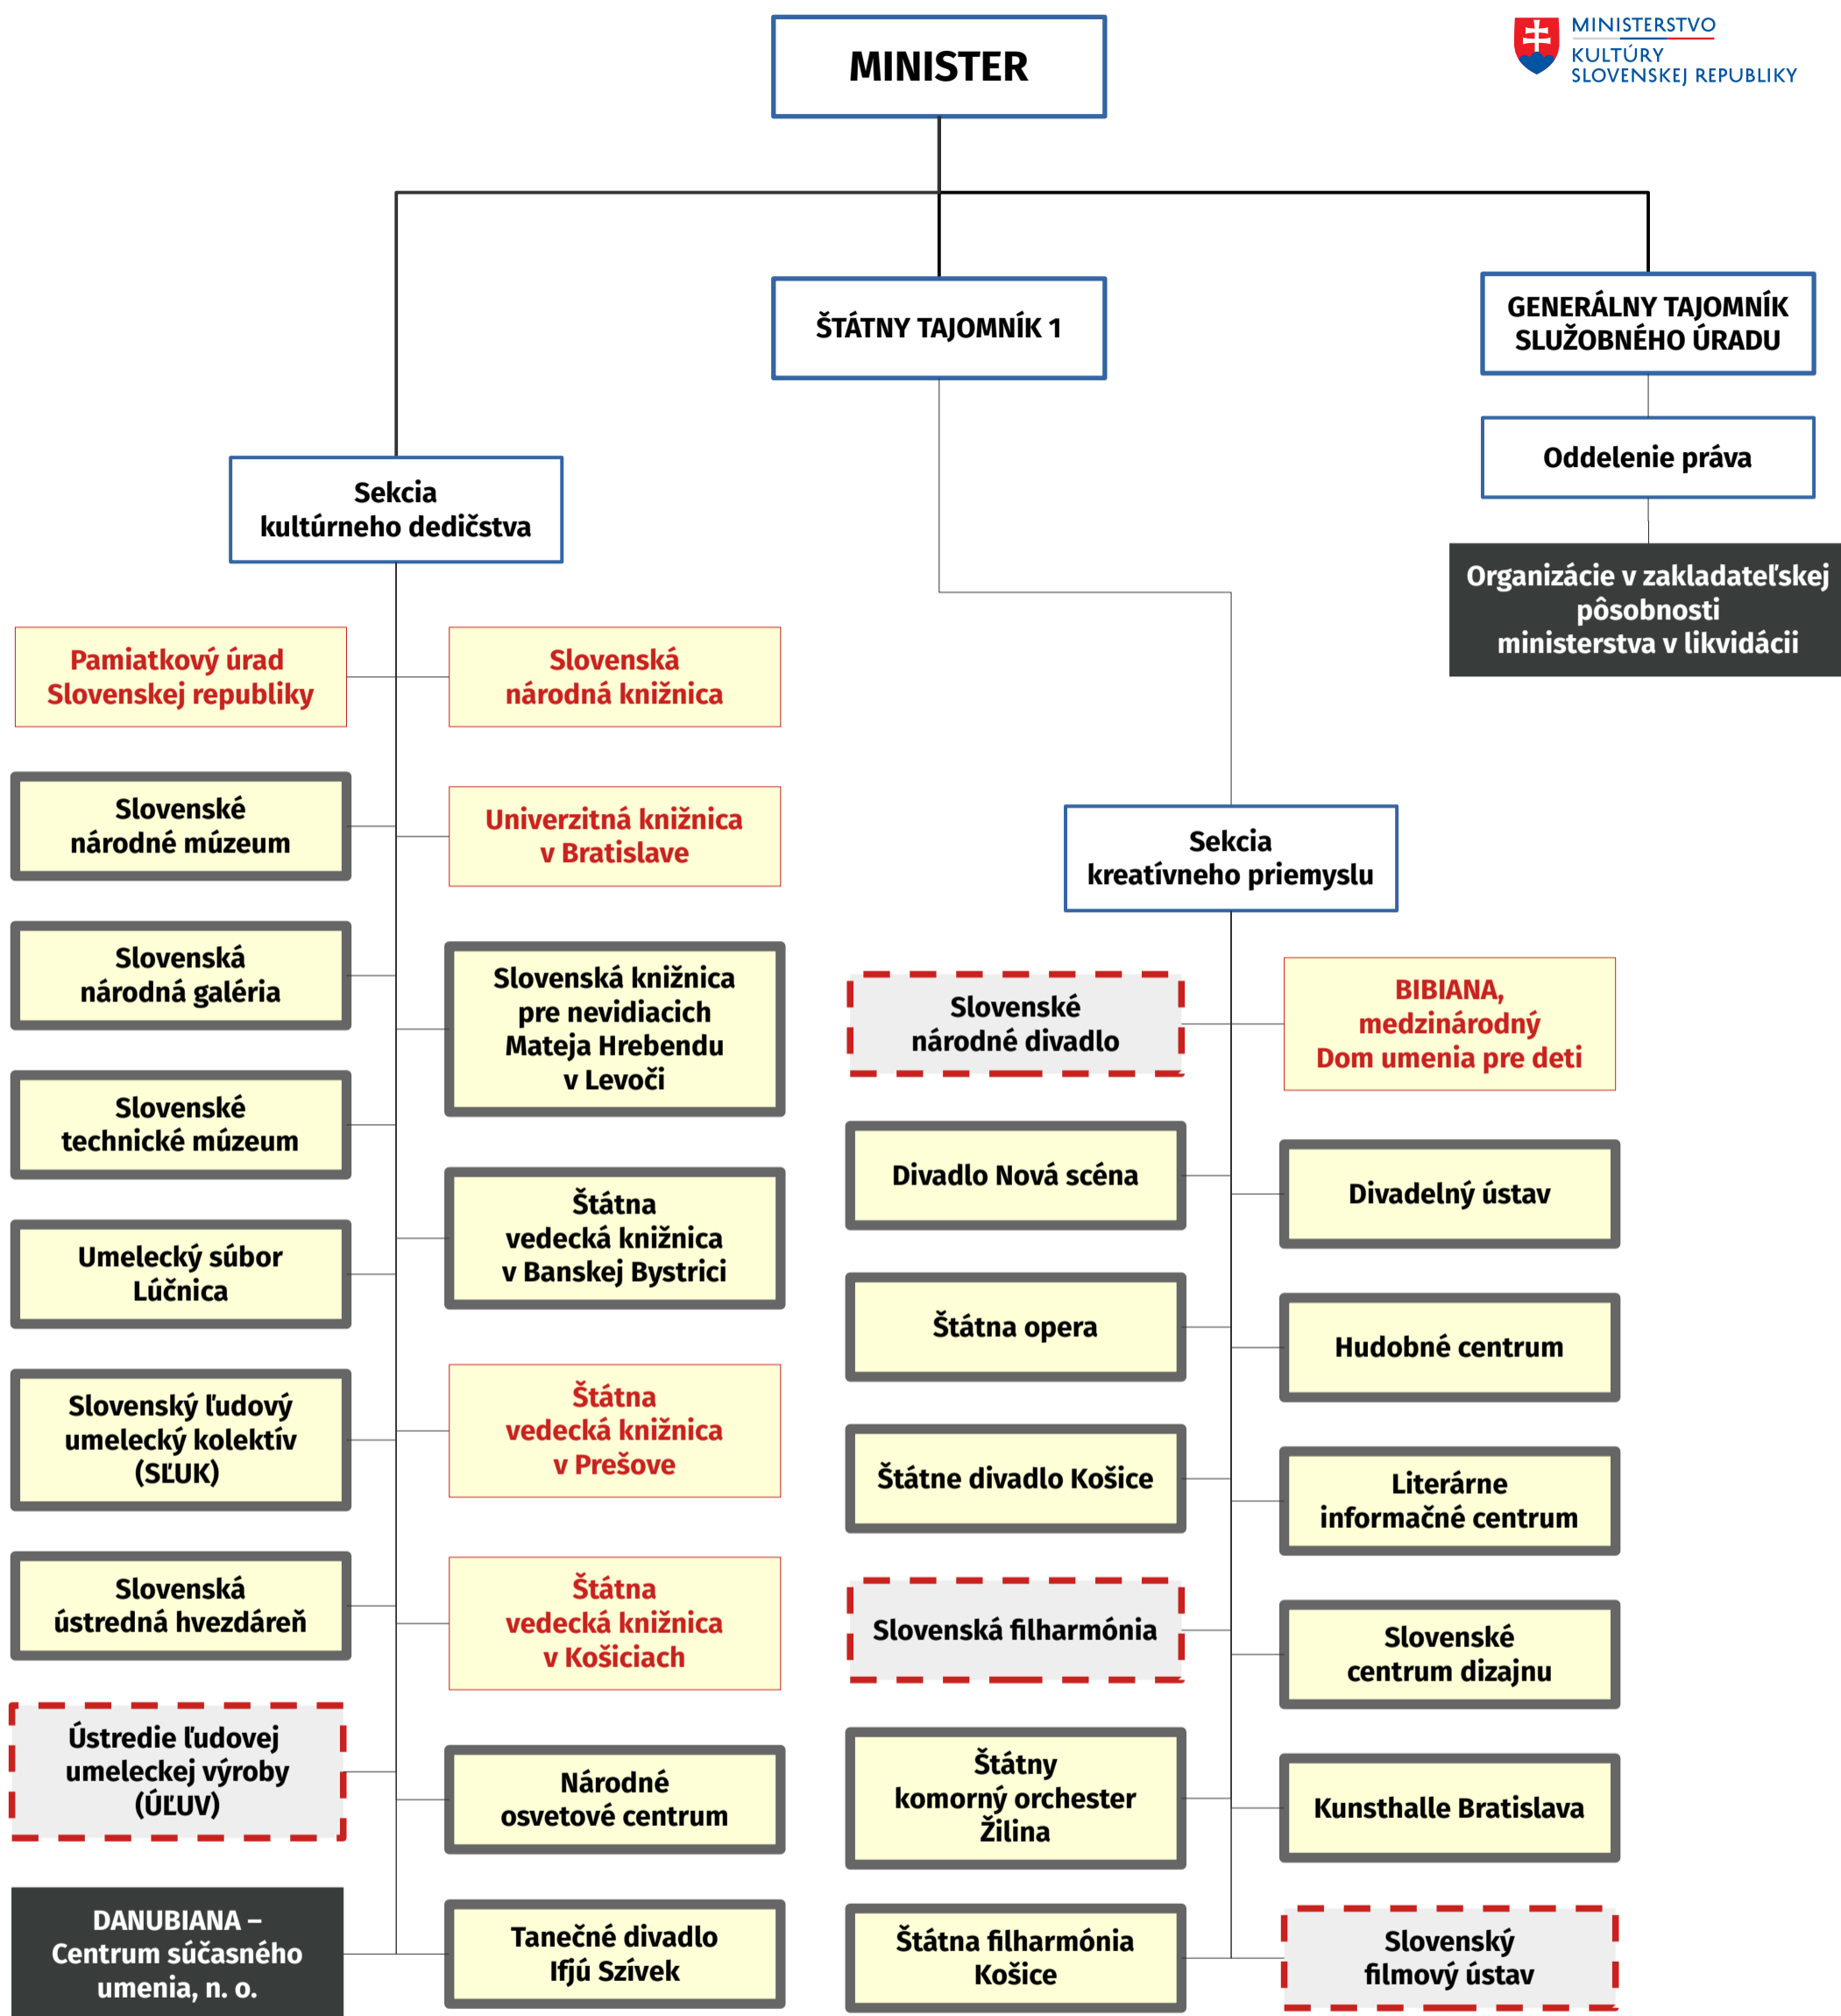 MINISTER
MINISTERSTVO
KULTÚRY
SLOVENSKEJ REPUBLIKY
ŠTÁTNY TAJOMNÍK 1
GENERÁLNY TAJOMNÍK
SLUŽOBNÉHO ÚRADU
Oddelenie práva
Organizácie v zakladateľskej
pôsobnosti
ministerstva v likvidácii
Sekcia
kultúrneho dedičstva
Pamiatkový úrad
Slovenskej republiky
Slovenské
národné múzeum
Slovenská
národná galéria
Slovenské
technické múzeum
Umelecký súbor
Lúčnica
Slovenský ľudový
umelecký kolektív
(SĽUK)
Slovenská
ústredná hvezdáreň
Ústredie ľudovej
umeleckej výroby
(ÚĽUV)
DANUBIANA –
Centrum súčasného
umenia, n. o.
Slovenská
národná knižnica
Univerzitná knižnica
v Bratislave
Slovenská knižnica
pre nevidiacich
Mateja Hrebendu
v Levoči
Štátna
vedecká knižnica
v Banskej Bystrici
Štátna
vedecká knižnica
v Prešove
Štátna
vedecká knižnica
v Košiciach
Národné
osvetové centrum
Tanečné divadlo
Ifjú Szívek
Sekcia
kreatívneho priemyslu
Slovenské
národné divadlo
Divadlo Nová scéna
Štátna opera
Štátne divadlo Košice
Slovenská filharmónia
Štátny
komorný orchester
Žilina
Štátna filharmónia
Košice
BIBIANA,
medzinárodný
Dom umenia pre deti
Divadelný ústav
Hudobné centrum
Literárne
informačné centrum
Slovenské
centrum dizajnu
Kunsthalle Bratislava
Slovenský
filmový ústav